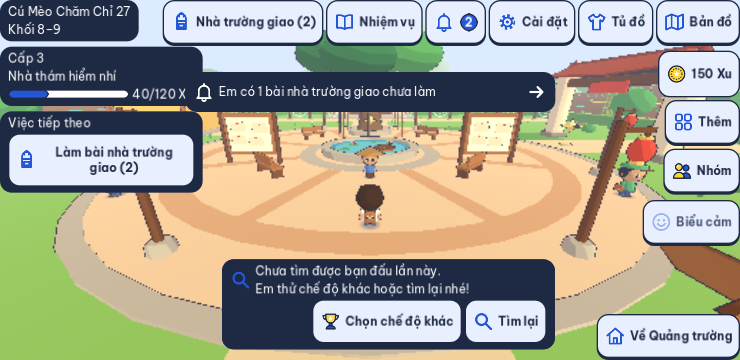 Cú Mèo Chăm Chỉ 27
Khối 8-9
Nhà trường giao (2)
Nhiệm vụ
2
Cài đặt
Tủ đồ
Bản đồ
Cấp 3
Nhà thám hiểm nhí
40/120 X
Em có 1 bài nhà trường giao chưa làm
150 Xu
Thêm
Nhóm
Biểu cảm
Việc tiếp theo
Làm bài nhà trường
giao (2)
Chưa tìm được bạn đấu lần này.
Em thử chế độ khác hoặc tìm lại nhé!
Chọn chế độ khác
Tìm lại
Về Quảng trường